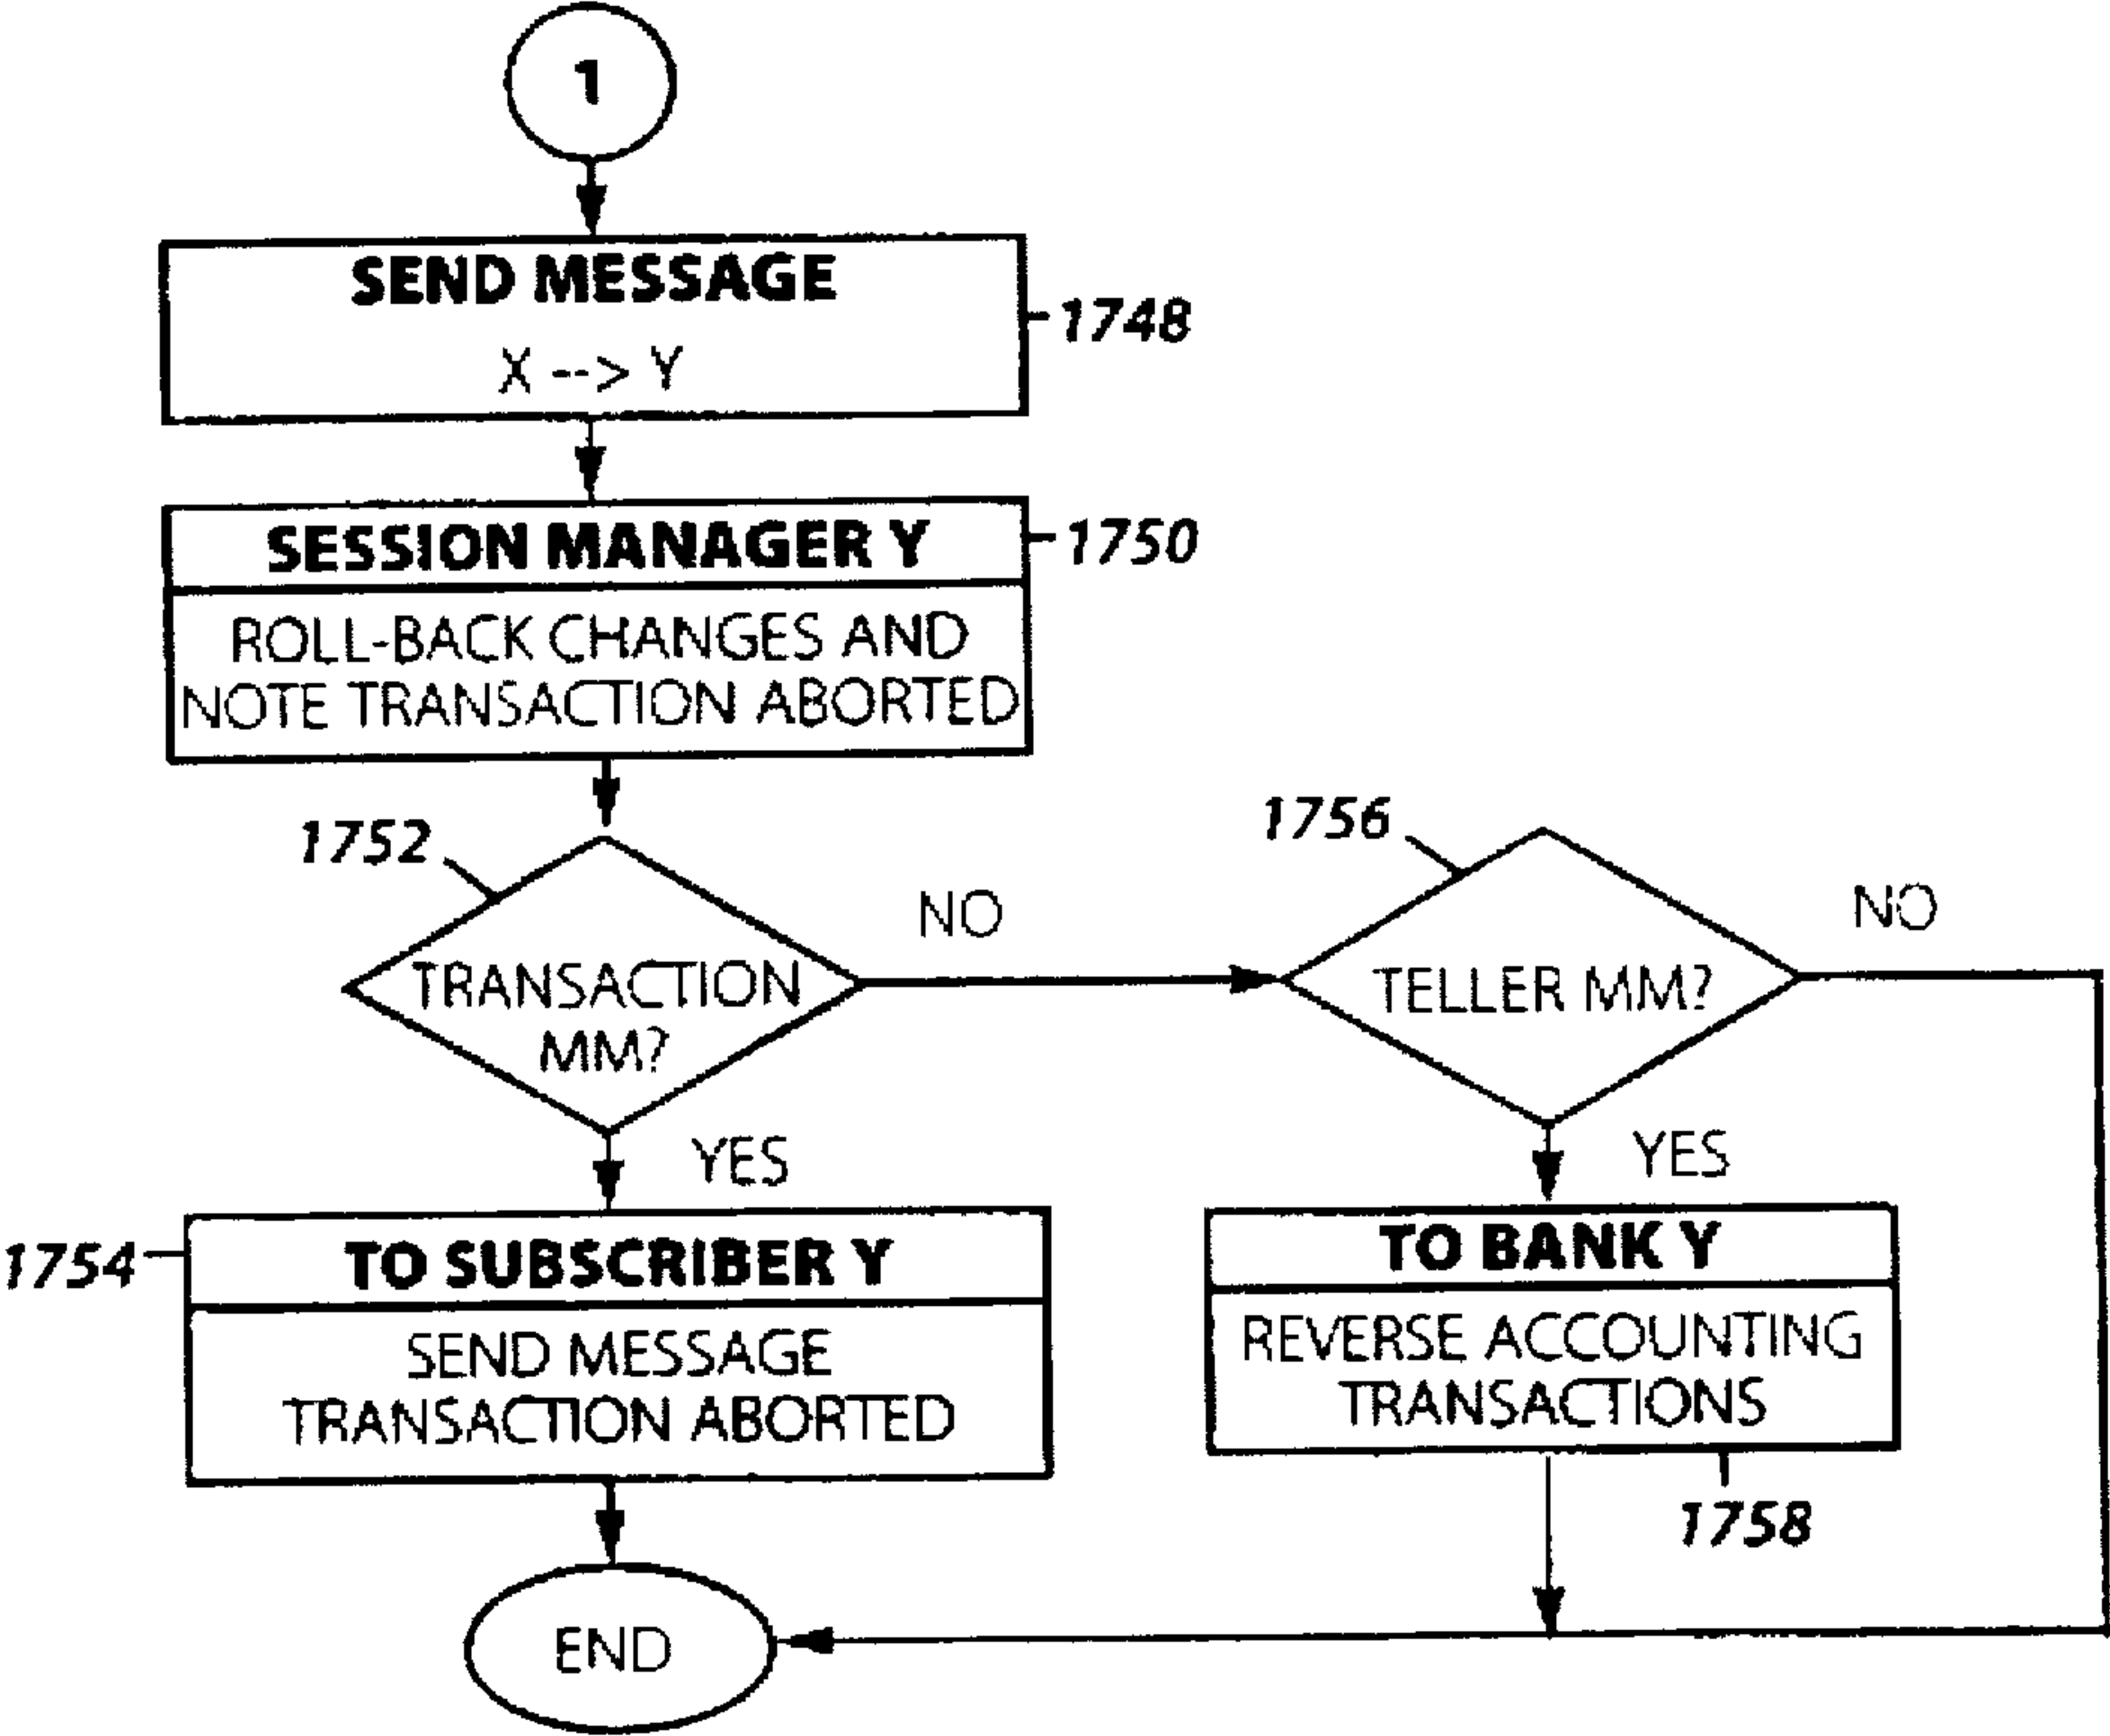 1
SEND MESSAGE
X --> Y
1748
SESSION MANAGER Y
1750
ROLL-BACK CHANGES AND
NOTE TRANSACTION ABORTED
1752
TRANSACTION
MM?
NO
1756
TELLER MM?
NO
YES
YES
1754
TO SUBSCRIBER Y
SEND MESSAGE
TRANSACTION ABORTED
TO BANK Y
REVERSE ACCOUNTING
TRANSACTIONS
1758
END